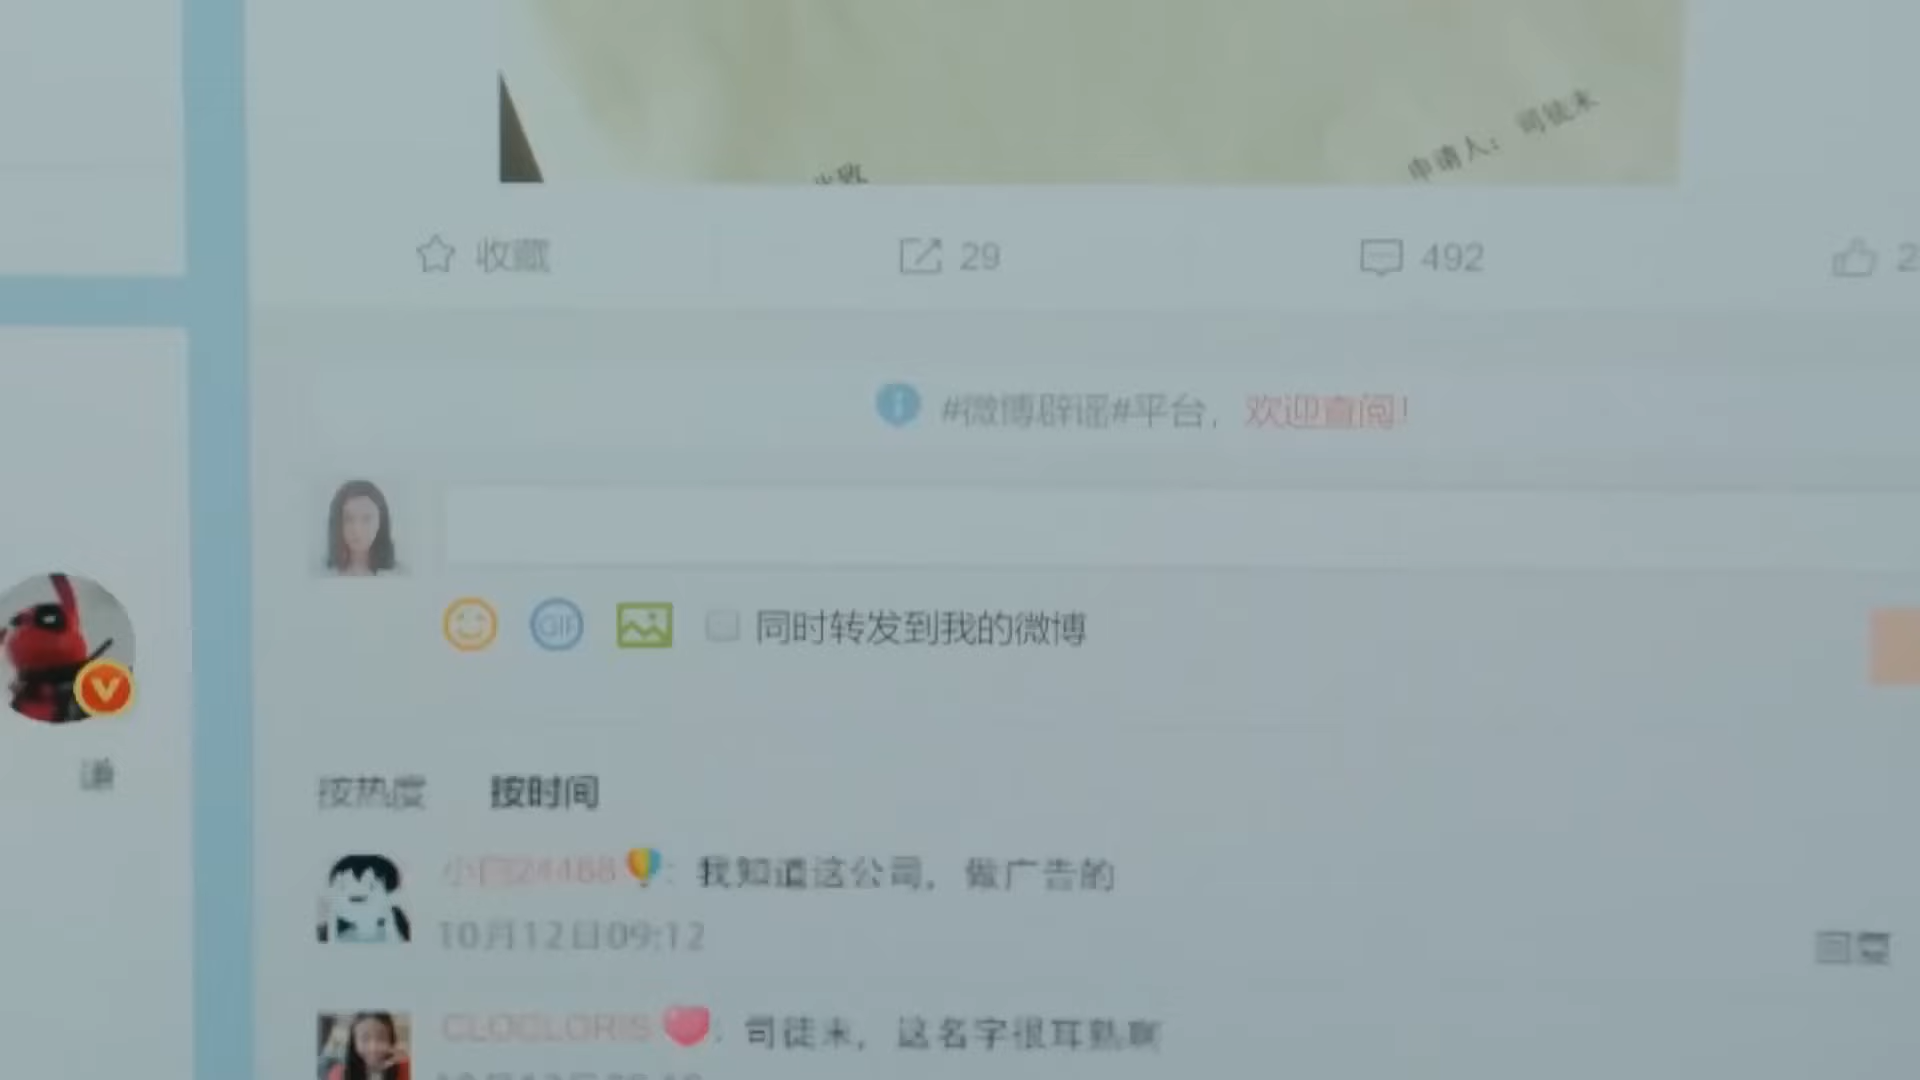 申请人：司徒末
收藏
29
492
2
#微博辟谣#平台，欢迎查阅！
GIF
同时转发到我的微博
按热度 按时间
我知道这公司，做广告的
10月12日09:12
回复
CLOCLORIS：司徒末，这名字很耳熟啊